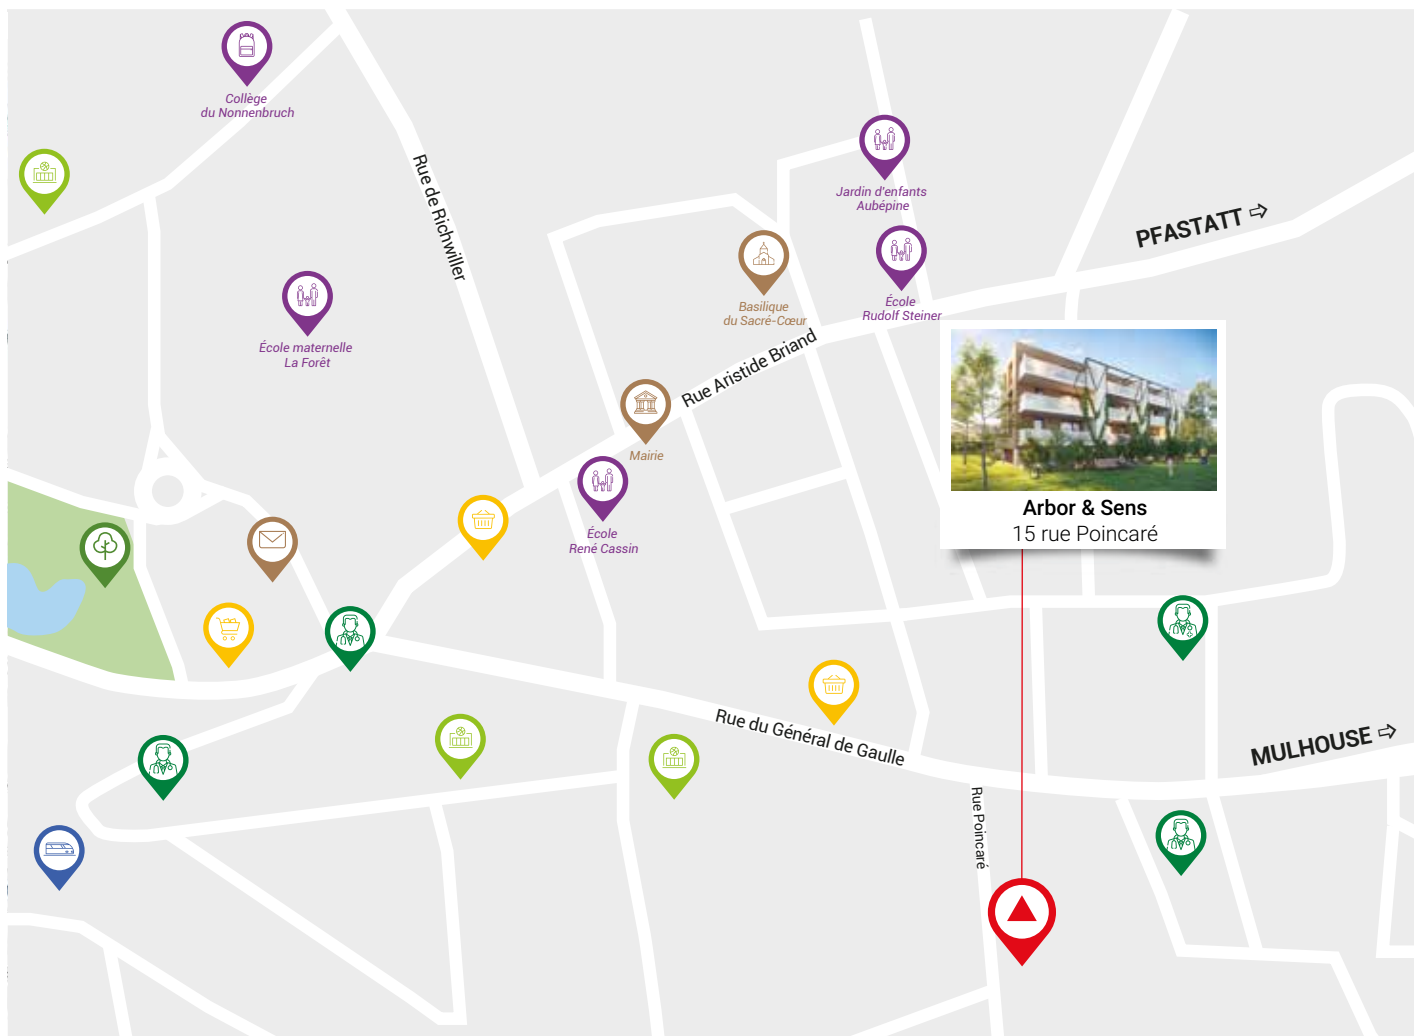 Collège
du Nonnenbruch
Rue de Richwiller
Jardin d'enfants
Aubépine
PFASTATT
Basilique
du Sacré-Cœur
École
Rudolf Steiner
École maternelle
La Forêt
Rue Aristide Briand
Mairie
École
René Cassin
Arbor & Sens
15 rue Poincaré
Rue du Général de Gaulle
MULHOUSE
Rue Poincaré